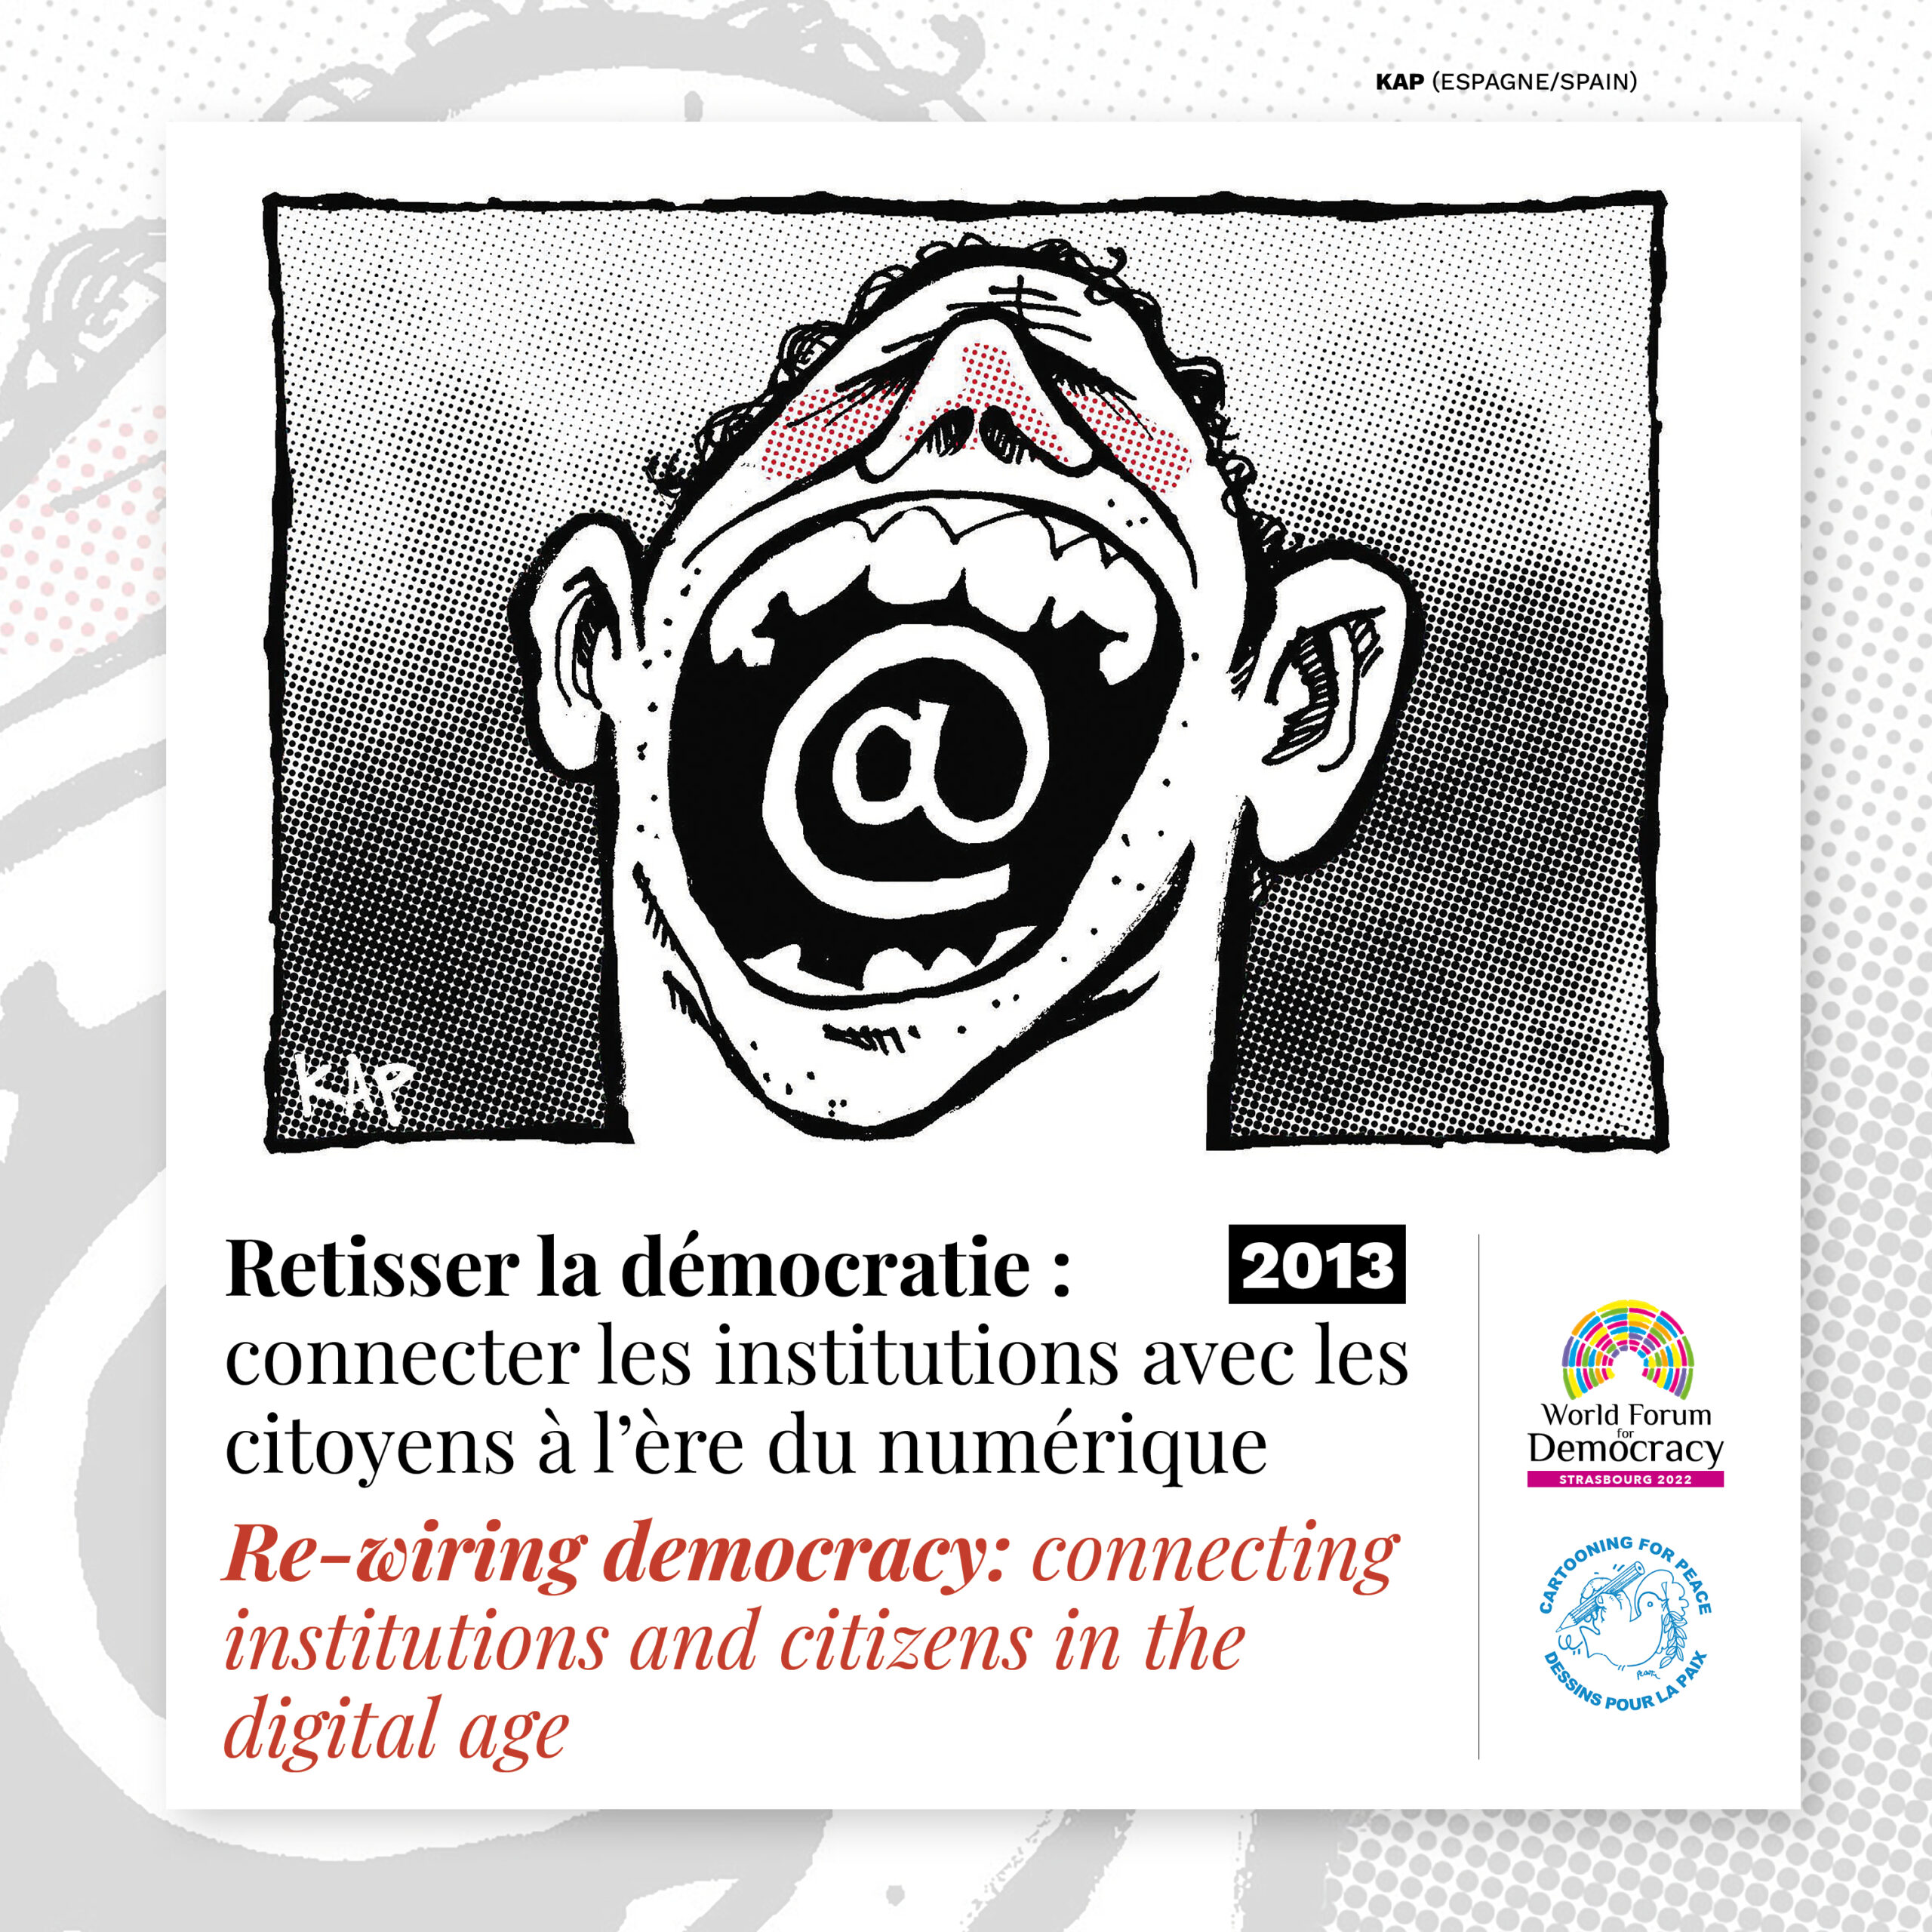 KAP (ESPAGNE/SPAIN)
KAP
Retisser la démocratie :
2013
connecter les institutions avec les
citoyens à l’ère du numérique
Re-wiring democracy: connecting
institutions and citizens in the
digital age
World Forum
for
Democracy
STRASBOURG 2022
CARTOONING FOR PEACE
DESSINS POUR LA PAIX